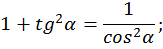 1 + tg²α = 1/cos²α;